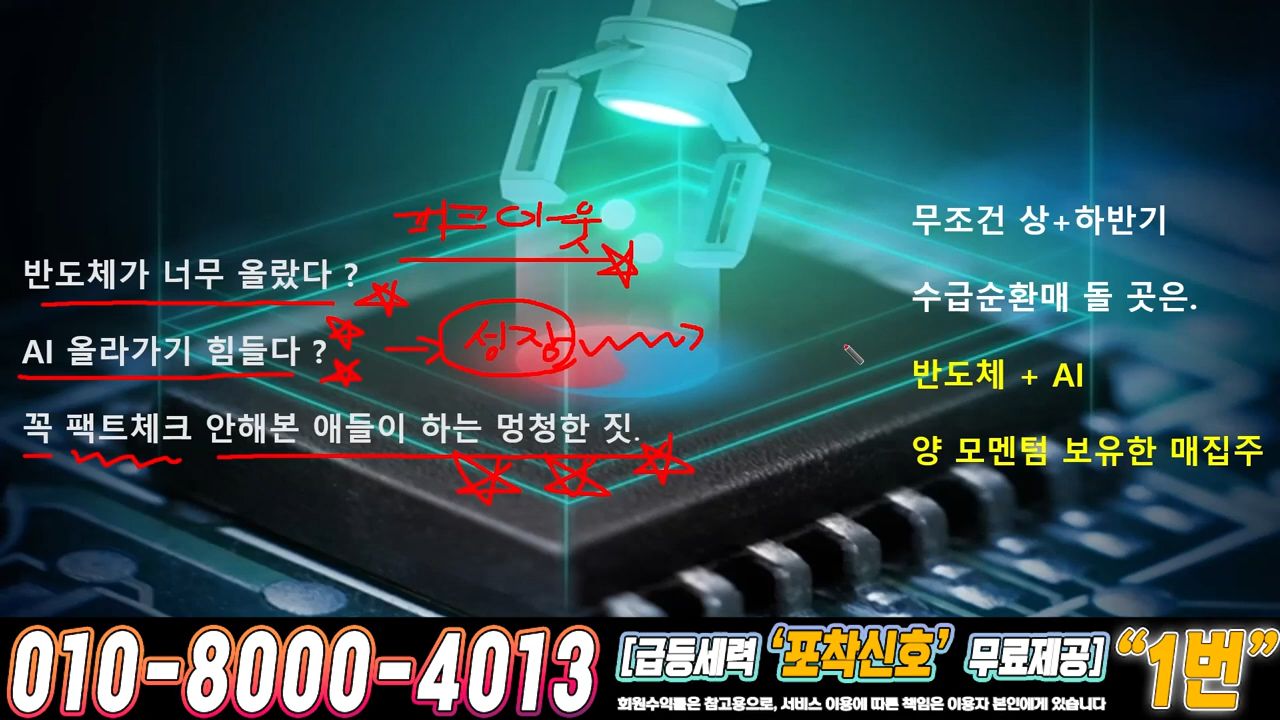 반도체가 너무 올랐다 ?
AI 올라가기 힘들다 ?
꼭 팩트체크 안해본 애들이 하는 멍청한 짓.
성장
무조건 상+하반기
수급순환매 돌 곳은.
반도체 + AI
양 모멘텀 보유한 매집주
010-8000-4013
[급등세력 '포착신호' 무료제공] "1번"
회원수익률은 참고용으로, 서비스 이용에 따른 책임은 이용자 본인에게 있습니다